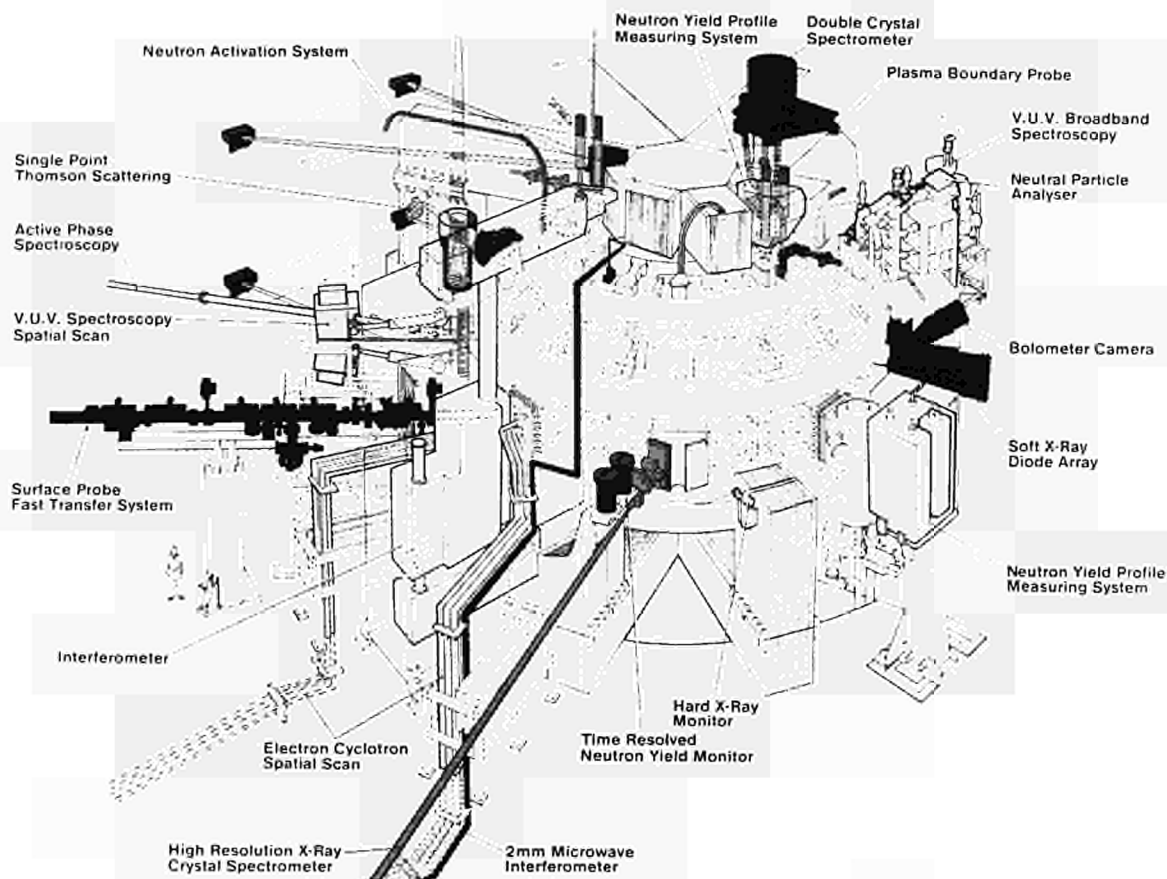 Neutron Yield Profile
Measuring System
Double Crystal
Spectrometer
Neutron Activation System
Plasma Boundary Probe
V.U.V. Broadband
Spectroscopy
Single Point
Thomson Scattering
Neutral Particle
Analyser
Active Phase
Spectroscopy
V.U.V. Spectroscopy
Spatial Scan
Bolometer Camera
Soft X-Ray
Diode Array
Surface Probe
Fast Transfer System
Neutron Yield Profile
Measuring System
Interferometer
Hard X-Ray
Monitor
Electron Cyclotron
Spatial Scan
Time Resolved
Neutron Yield Monitor
High Resolution X-Ray
Crystal Spectrometer
2mm Microwave
Interferometer